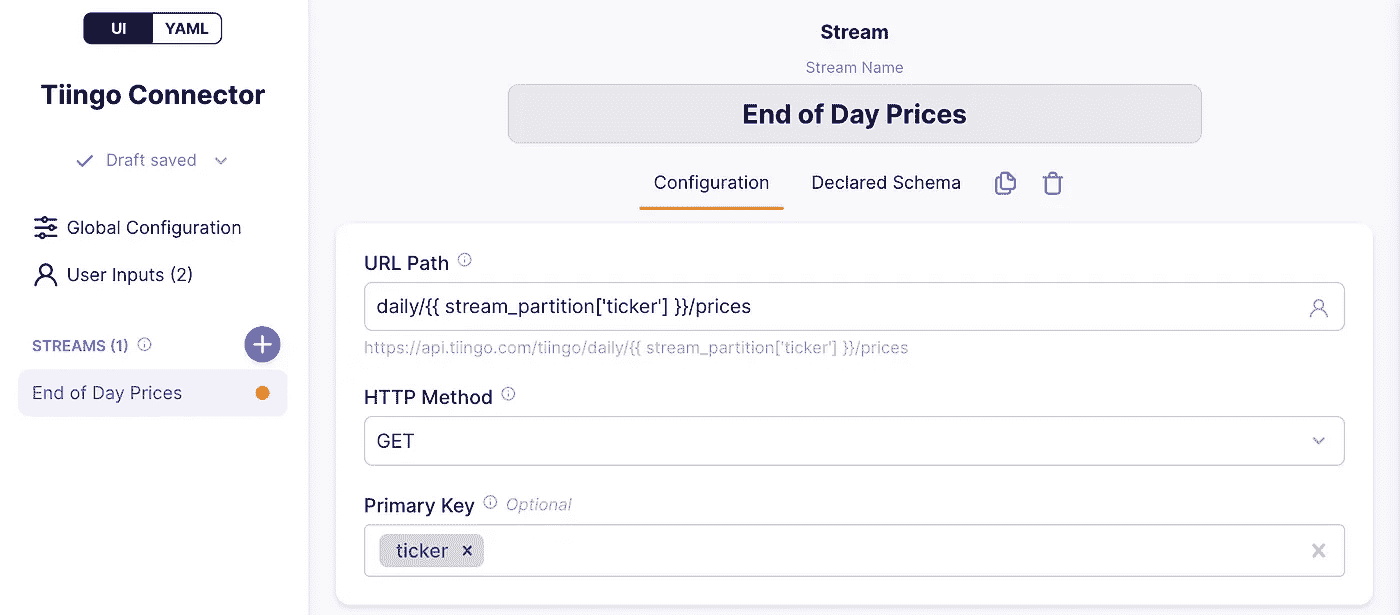 UI YAML
Tiingo Connector
Draft saved
Global Configuration
User Inputs (2)
STREAMS (1)
End of Day Prices
Stream
Stream Name
End of Day Prices
Configuration Declared Schema
URL Path
daily/{{ stream_partition['ticker'] }}/prices
https://api.tiingo.com/tiingo/daily/{{ stream_partition['ticker'] }}/prices
HTTP Method
GET
Primary Key Optional
ticker